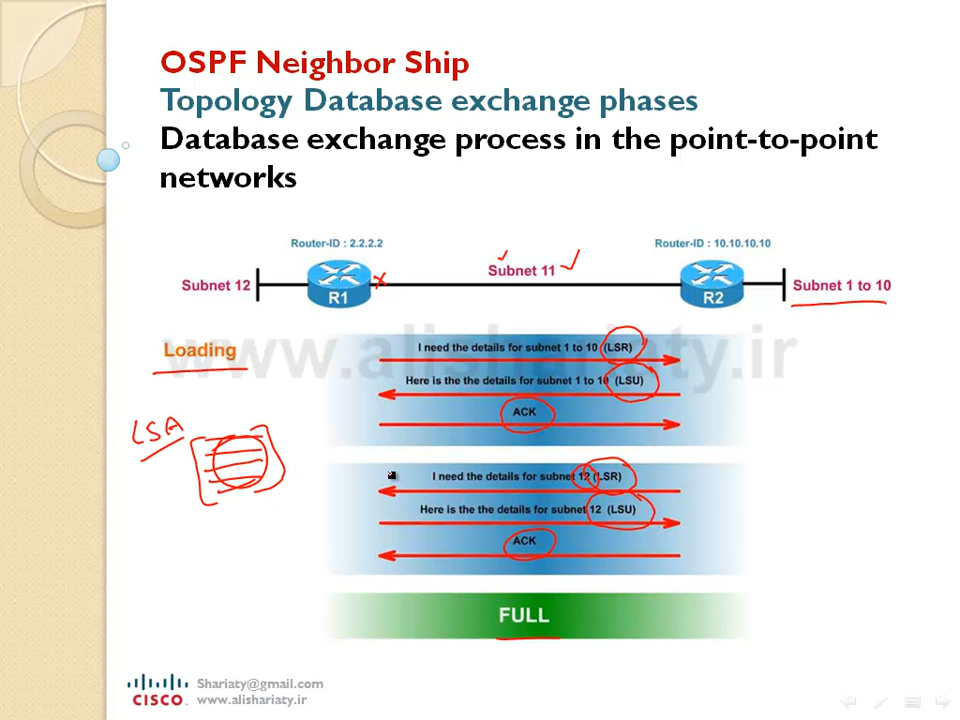 OSPF Neighbor Ship
Topology Database exchange phases
Database exchange process in the point-to-point
networks
Router-ID : 2.2.2.2
Router-ID : 10.10.10.10
Subnet 11
Subnet 12
Subnet 1 to 10
R1
R2
www.alishariaty.ir
Loading
I need the details for subnet 1 to 10 (LSR)
Here is the the details for subnet 1 to 10 (LSU)
ACK
LSA
I need the details for subnet 12 (LSR)
Here is the the details for subnet 12 (LSU)
ACK
FULL
CISCO
Shariaty@gmail.com
www.alishariaty.ir